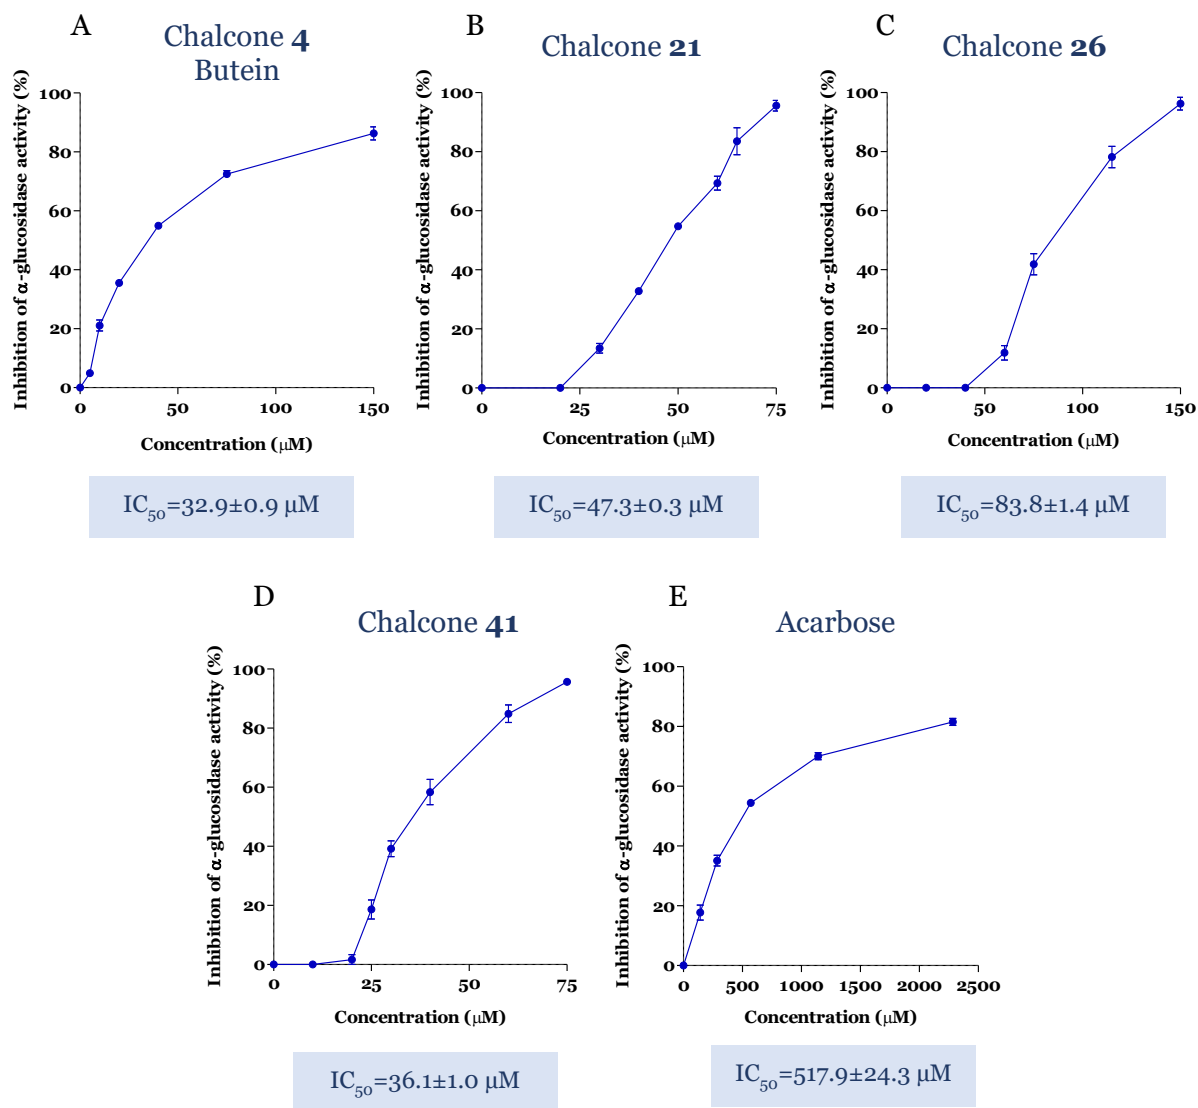 A
Chalcone 4
Butein
Inhibition of α-glucosidase activity (%)
100
80
60
40
20
0
0 50 100 150
Concentration (μM)
IC50=32.9±0.9 μM
B
Chalcone 21
Inhibition of α-glucosidase activity (%)
100
80
60
40
20
0
0 25 50 75
Concentration (μM)
IC50=47.3±0.3 μM
C
Chalcone 26
Inhibition of α-glucosidase activity (%)
100
80
60
40
20
0
0 50 100 150
Concentration (μM)
IC50=83.8±1.4 μM
D
Chalcone 41
Inhibition of α-glucosidase activity (%)
100
80
60
40
20
0
0 25 50 75
Concentration (μM)
IC50=36.1±1.0 μM
E
Acarbose
Inhibition of α-glucosidase activity (%)
100
80
60
40
20
0
0 500 1000 1500 2000 2500
Concentration (μM)
IC50=517.9±24.3 μM